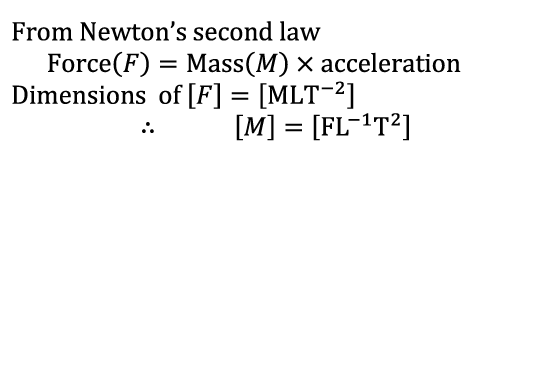 From Newton’s second law
Force(F) = Mass(M) × acceleration
Dimensions of [F] = [MLT⁻²]
∴ [M] = [FL⁻¹T²]